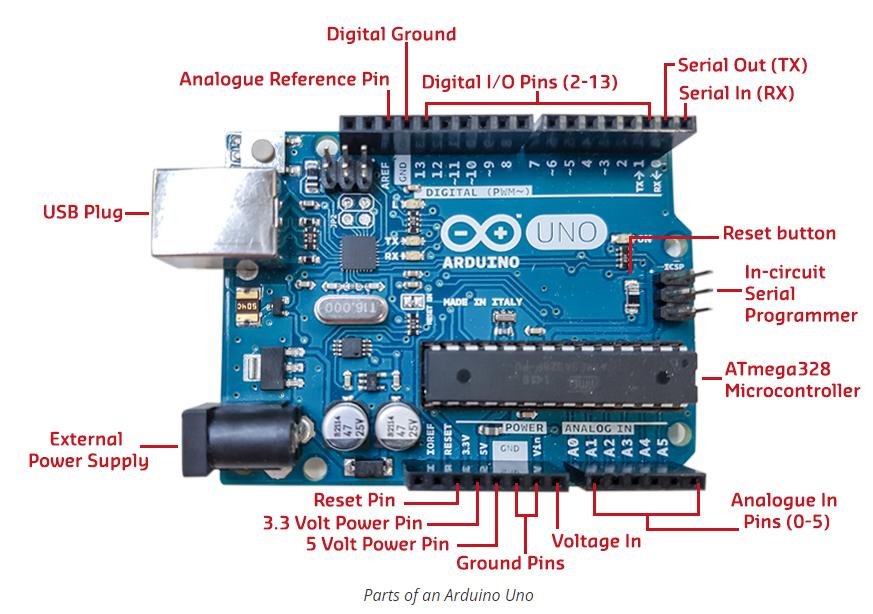 Digital Ground
Analogue Reference Pin
Digital I/O Pins (2-13)
Serial Out (TX)
Serial In (RX)
USB Plug
Reset button
In-circuit
Serial
Programmer
ATmega328
Microcontroller
External
Power Supply
Reset Pin
3.3 Volt Power Pin
5 Volt Power Pin
Ground Pins
Voltage In
Analogue In
Pins (0-5)
AREF
GND
13
12
~11
~10
~9
8
7
~6
~5
~4
~3
2
TX→1
RX←0
DIGITAL (PWM~)
L
TX
RX
UNO
ON
ARDUINO
ICSP
MADE IN ITALY
T16.000
47
25V
47
25V
POWER
ANALOG IN
IOREF
RESET
3.3V
5V
GND
Vin
A0
A1
A2
A3
A4
A5
Parts of an Arduino Uno